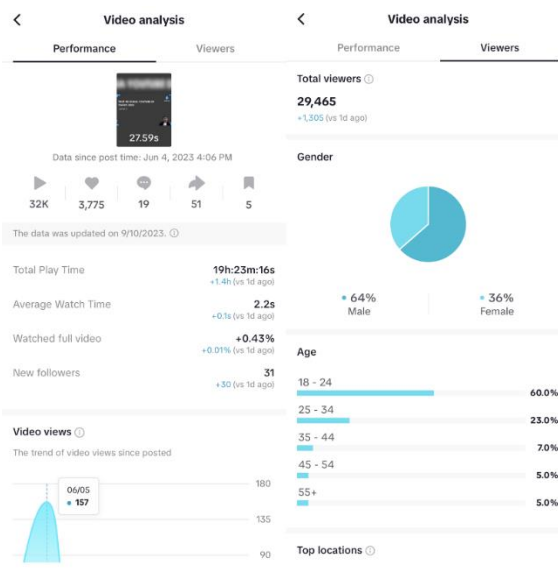 Video analysis
Performance
Viewers
27.59s
Data since post time: Jun 4, 2023 4:06 PM
32K
3,775
19
51
5
The data was updated on 9/10/2023.
Total Play Time
19h:23m:16s
+1.4h (vs 1d ago)
Average Watch Time
2.2s
+0.1s (vs 1d ago)
Watched full video
+0.43%
+0.01% (vs 1d ago)
New followers
31
+30 (vs 1d ago)
Video views
The trend of video views since posted
06/05
157
180
135
90
Video analysis
Performance
Viewers
Total viewers
29,465
+1,305 (vs 1d ago)
Gender
64%
Male
36%
Female
Age
18 - 24
60.0%
25 - 34
23.0%
35 - 44
7.0%
45 - 54
5.0%
55+
5.0%
Top locations